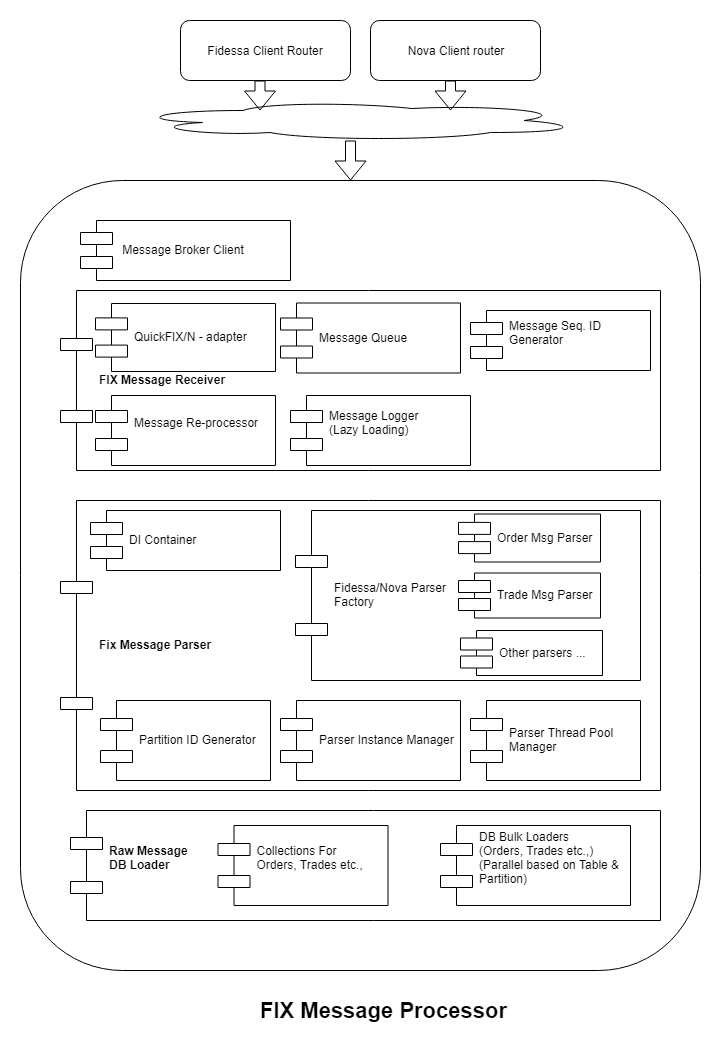 Fidessa Client Router
Nova Client router
Message Broker Client
QuickFIX/N - adapter
Message Queue
Message Seq. ID
Generator
FIX Message Receiver
Message Re-processor
Message Logger
(Lazy Loading)
DI Container
Order Msg Parser
Fidessa/Nova Parser
Factory
Trade Msg Parser
Fix Message Parser
Other parsers ...
Partition ID Generator
Parser Instance Manager
Parser Thread Pool
Manager
Raw Message
DB Loader
Collections For
Orders, Trades etc.,
DB Bulk Loaders
(Orders, Trades etc.,)
(Parallel based on Table &
Partition)
FIX Message Processor